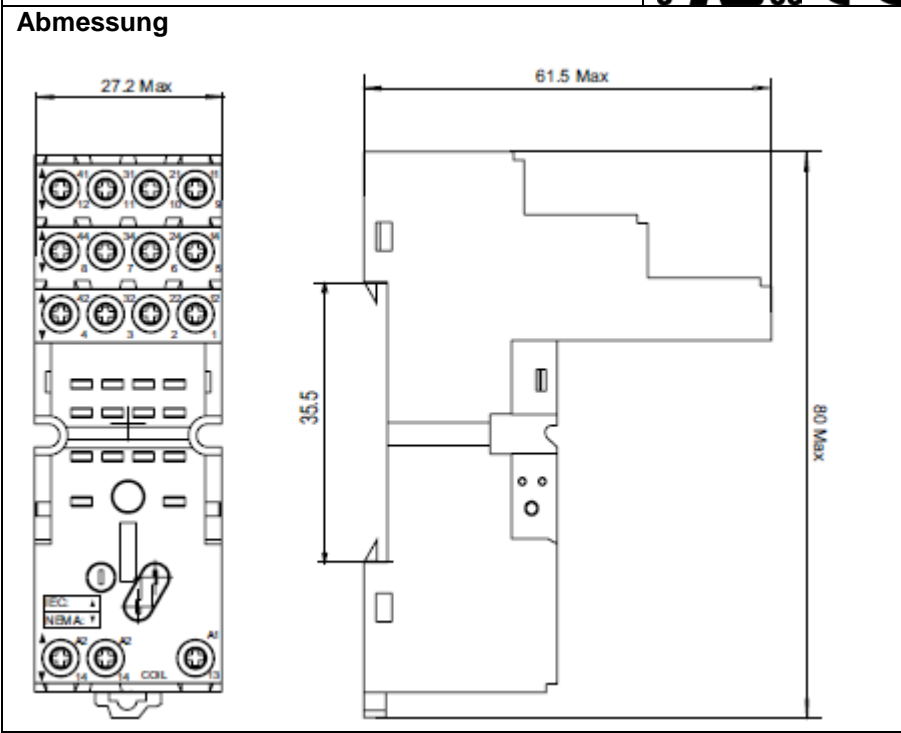 Abmessung
27.2 Max
61.5 Max
41 31 21 11
12 11 10 9
44 34 24 14
8 7 6 5
42 32 22 12
4 3 2 1
35.5
80 Max
IEC:
NEMA:
A2 A2 A1
14 14 COIL 13